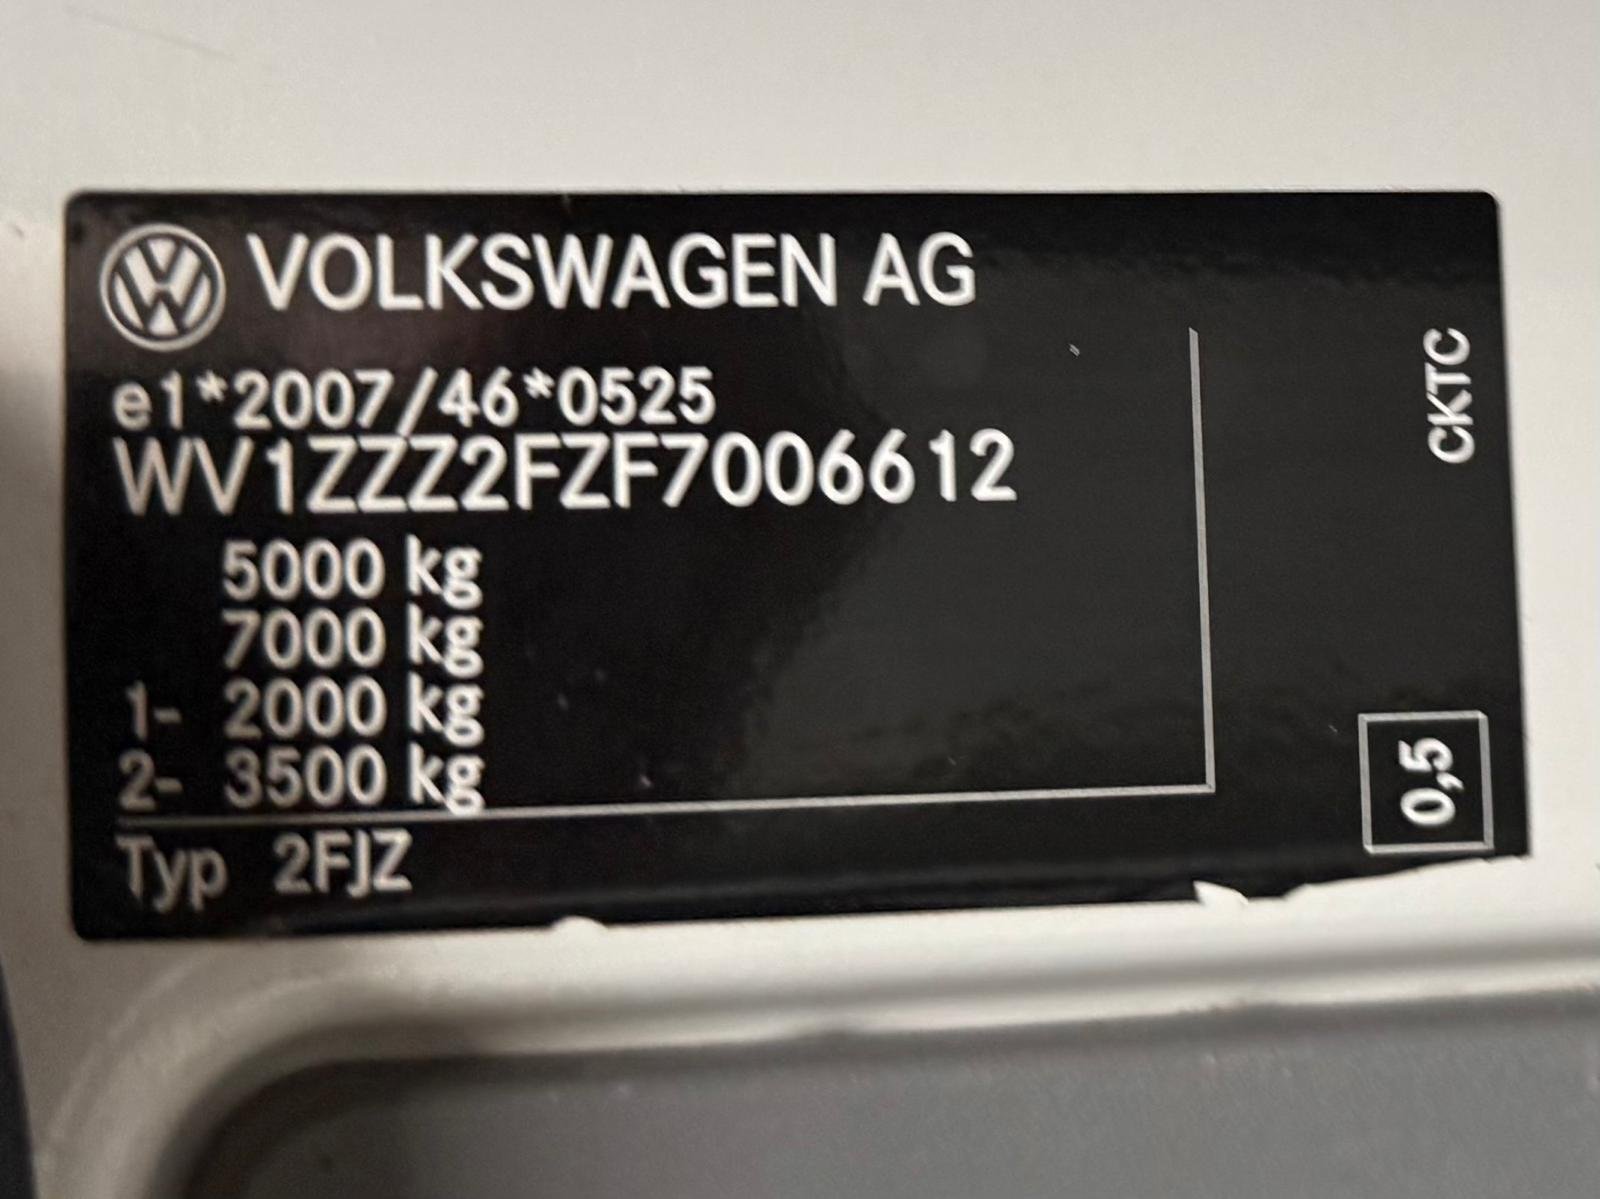 VOLKSWAGEN AG
e1*2007/46*0525
WV1ZZZ2FZF7006612
5000 kg
7000 kg
1- 2000 kg
2- 3500 kg
Typ 2FJZ
CKTC
0,5